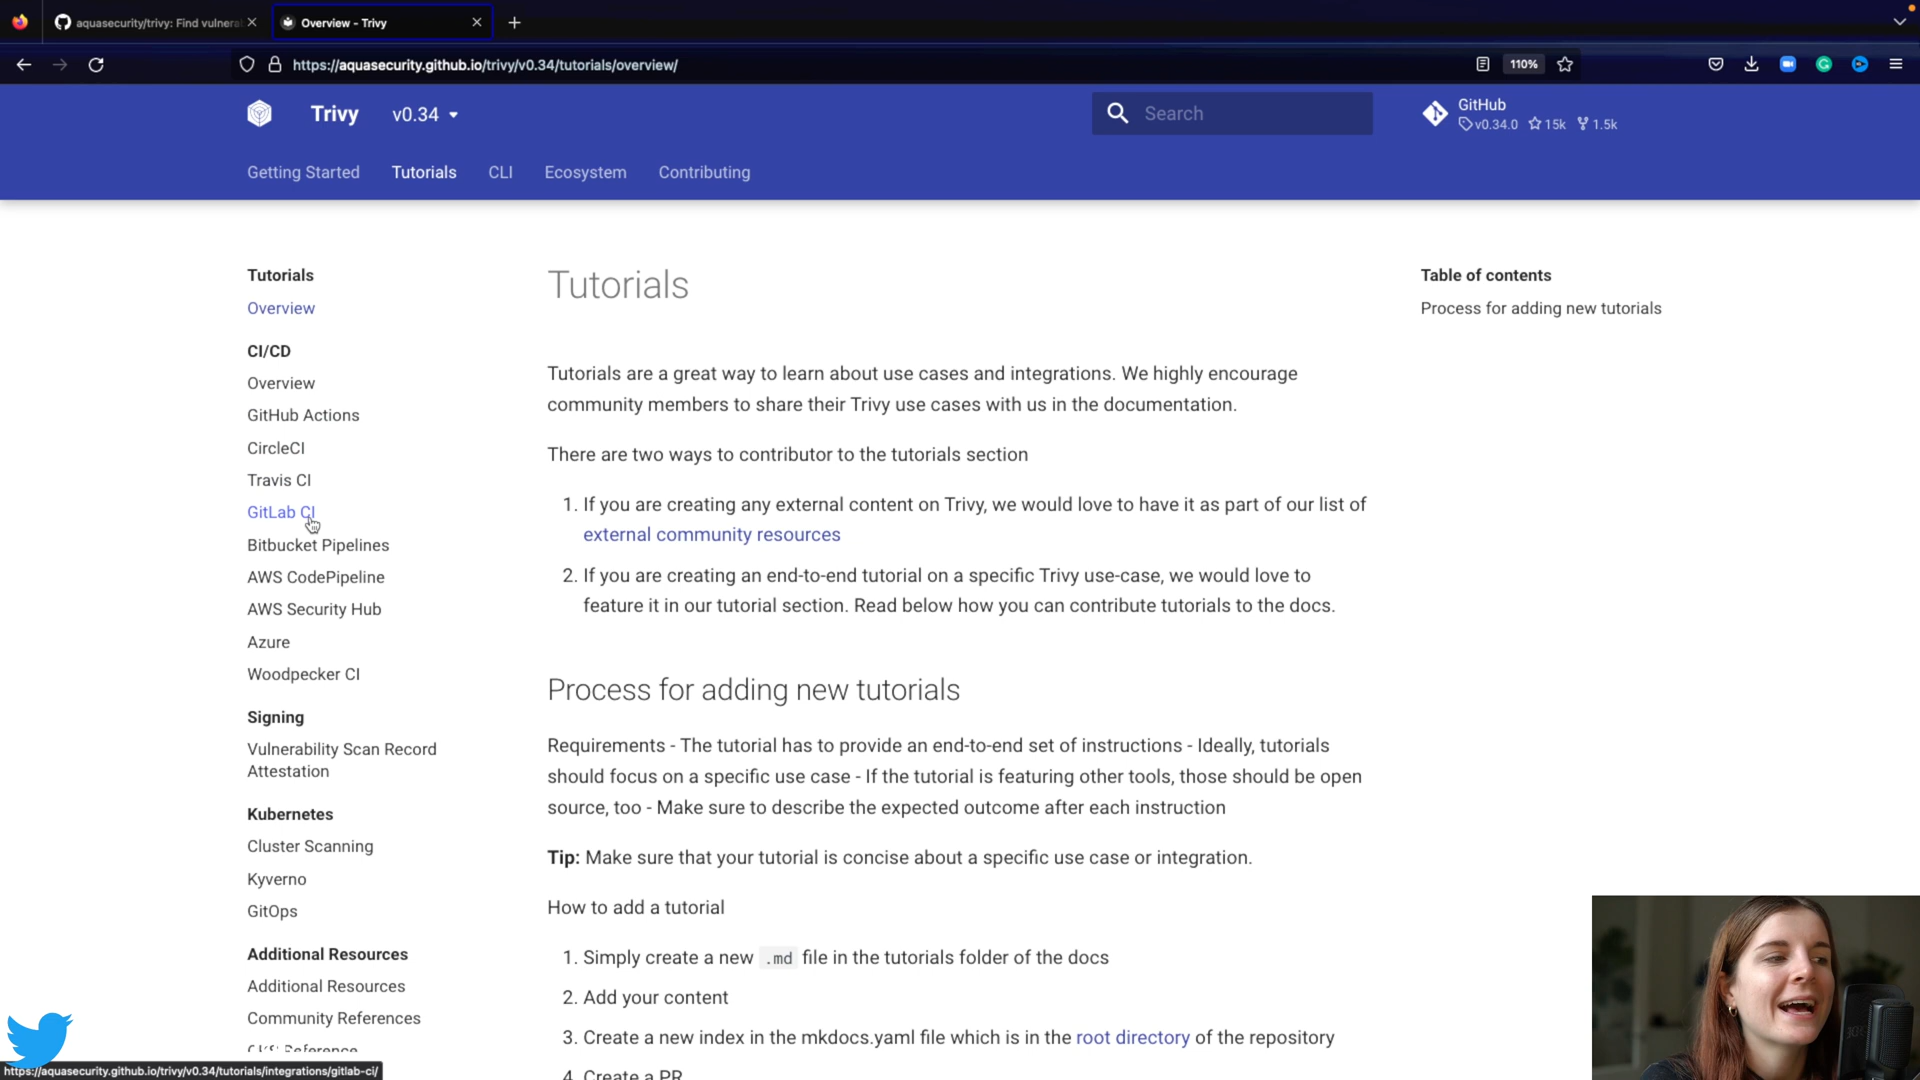 aquasecurity/trivy: Find vulnera
Overview - Trivy
https://aquasecurity.github.io/trivy/v0.34/tutorials/overview/
110%
Trivy
v0.34
Search
GitHub
v0.34.0 15k 1.5k
Getting Started
Tutorials
CLI
Ecosystem
Contributing
Tutorials
Overview
CI/CD
Overview
GitHub Actions
CircleCI
Travis CI
GitLab CI
Bitbucket Pipelines
AWS CodePipeline
AWS Security Hub
Azure
Woodpecker CI
Signing
Vulnerability Scan Record
Attestation
Kubernetes
Cluster Scanning
Kyverno
GitOps
Additional Resources
Additional Resources
Community References
Tutorials
Tutorials are a great way to learn about use cases and integrations. We highly encourage
community members to share their Trivy use cases with us in the documentation.
There are two ways to contributor to the tutorials section
1. If you are creating any external content on Trivy, we would love to have it as part of our list of
external community resources
2. If you are creating an end-to-end tutorial on a specific Trivy use-case, we would love to
feature it in our tutorial section. Read below how you can contribute tutorials to the docs.
Process for adding new tutorials
Requirements - The tutorial has to provide an end-to-end set of instructions - Ideally, tutorials
should focus on a specific use case - If the tutorial is featuring other tools, those should be open
source, too - Make sure to describe the expected outcome after each instruction
Tip: Make sure that your tutorial is concise about a specific use case or integration.
How to add a tutorial
1. Simply create a new .md file in the tutorials folder of the docs
2. Add your content
3. Create a new index in the mkdocs.yaml file which is in the root directory of the repository
4. Create a PR
Table of contents
Process for adding new tutorials
https://aquasecurity.github.io/trivy/v0.34/tutorials/integrations/gitlab-ci/